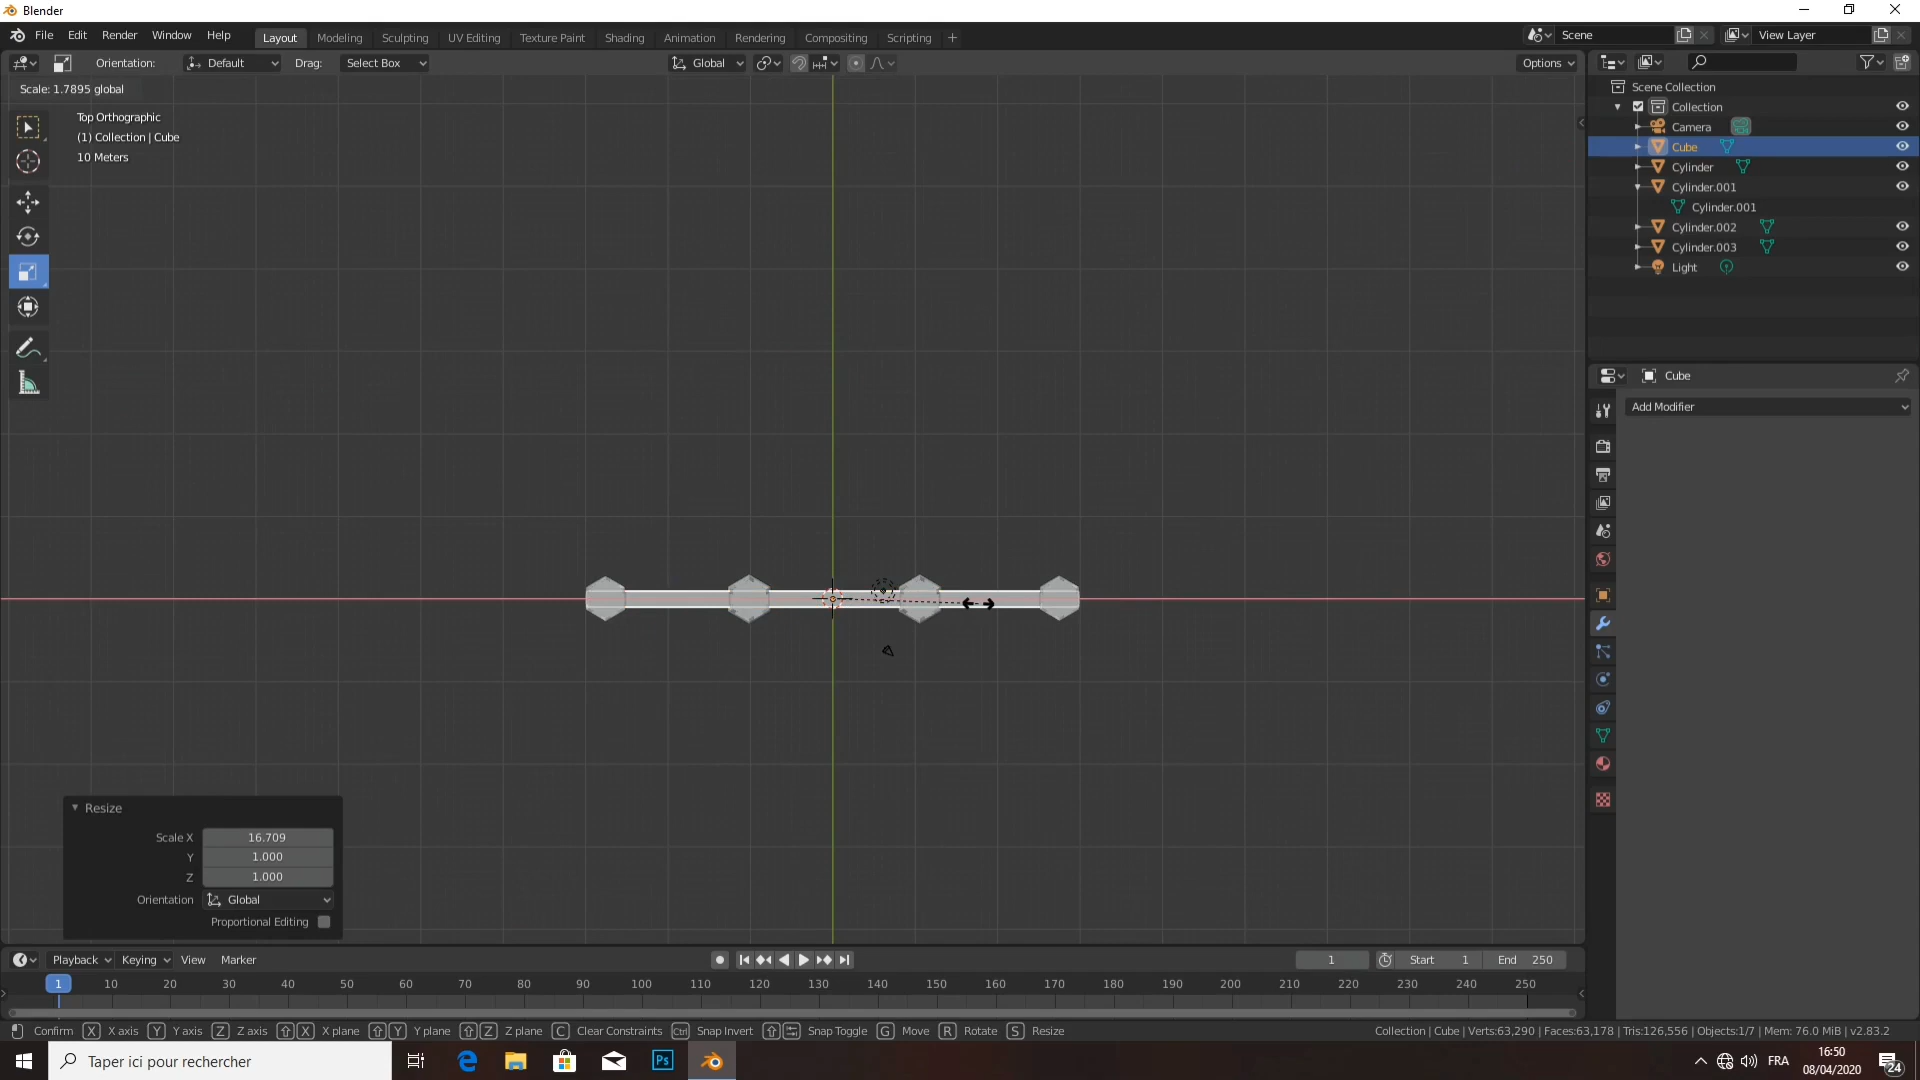 Blender
File Edit Render Window Help Layout Modeling Sculpting UV Editing Texture Paint Shading Animation Rendering Compositing Scripting + Scene View Layer
Orientation: Default Drag: Select Box Global Options
Scale: 1.7895 global
Top Orthographic
(1) Collection | Cube
10 Meters
Scene Collection
Collection
Camera
Cube
Cylinder
Cylinder.001
Cylinder.001
Cylinder.002
Cylinder.003
Light
Cube
Add Modifier
Resize
Scale X 16.709
Y 1.000
Z 1.000
Orientation Global
Proportional Editing
Playback Keying View Marker 1 Start 1 End 250
1 10 20 30 40 50 60 70 80 90 100 110 120 130 140 150 160 170 180 190 200 210 220 230 240 250
Confirm X X axis Y Y axis Z Z axis X X plane Y Y plane Z Z plane C Clear Constraints Ctrl Snap Invert Snap Toggle G Move R Rotate S Resize Collection | Cube | Verts:63,290 | Faces:63,178 | Tris:126,556 | Objects:1/7 | Mem: 76.0 MiB | v2.83.2
Taper ici pour rechercher Ps FRA 16:50
08/04/2020 24